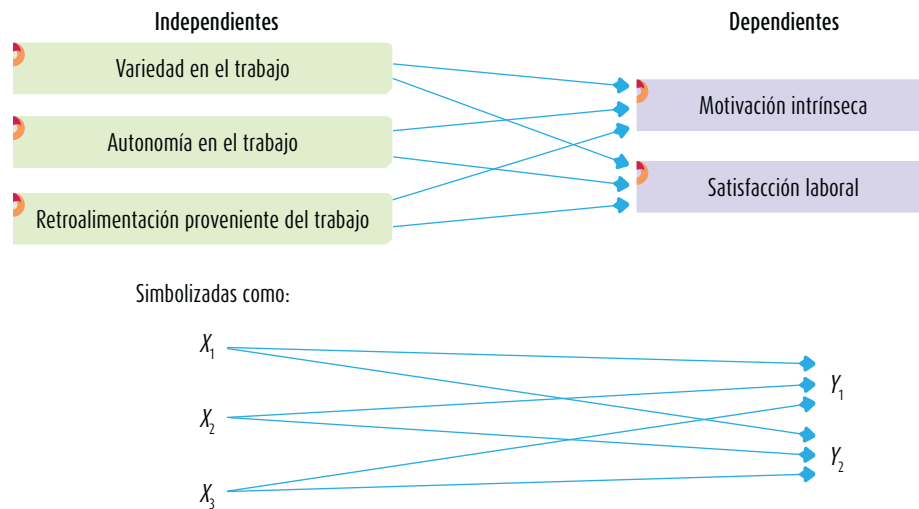 Independientes
Dependientes
Variedad en el trabajo
Motivación intrínseca
Autonomía en el trabajo
Satisfacción laboral
Retroalimentación proveniente del trabajo
Simbolizadas como:
X₁
Y₁
X₂
Y₂
X₃